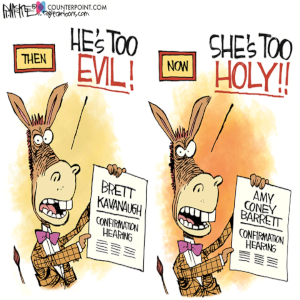 COUNTERPOINT.COM
THEN
HE'S TOO
EVIL!
BRETT
KAVANAUGH
CONFIRMATION
HEARING
NOW
SHE'S TOO
HOLY!!
AMY
CONEY
BARRETT
CONFIRMATION
HEARING